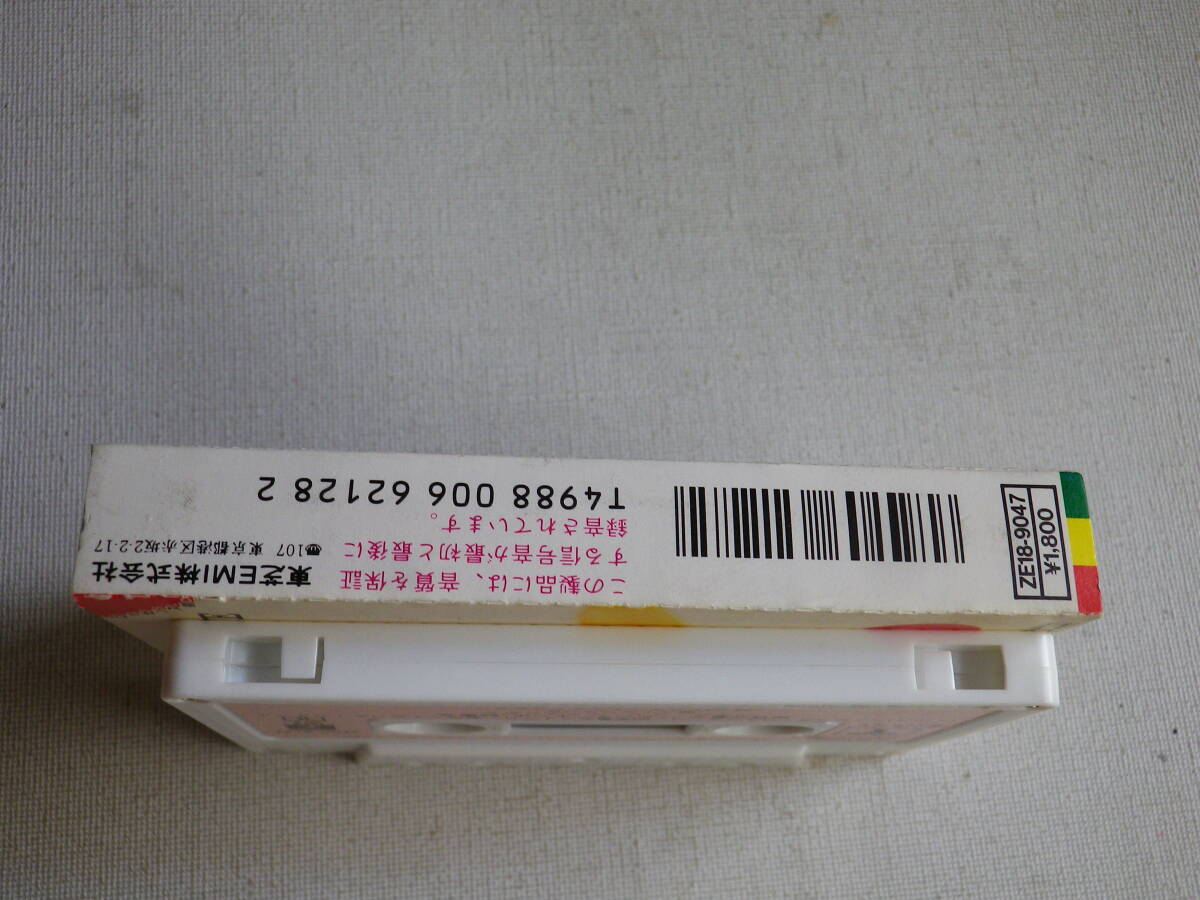 ZE18-9047
¥1,800
この製品には、音質を保証
する信号音が最初と最後に
録音されています。
T4988 006 62128 2
東芝EMI株式会社
〠107 東京都港区赤坂2-2-17